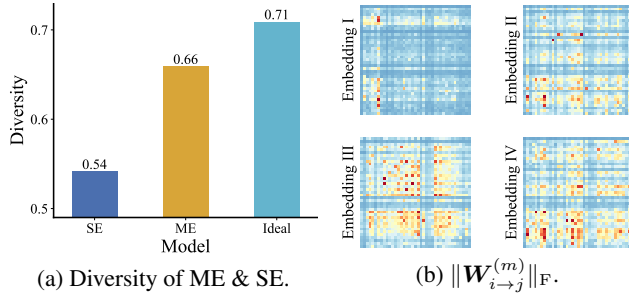 0.7
0.6
0.5
Diversity
0.54
0.66
0.71
SE
ME
Ideal
Model
(a) Diversity of ME & SE.
Embedding I
Embedding II
Embedding III
Embedding IV
(b) ‖W_{i→j}^{(m)}‖_F.